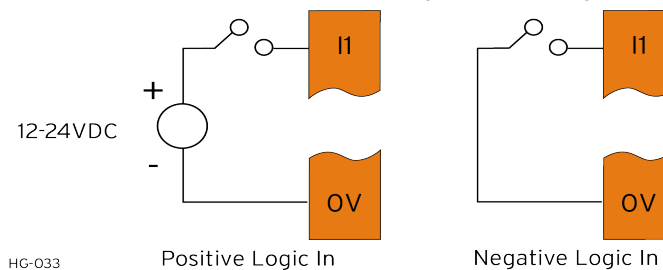 I1
I1
+
12-24VDC
-
0V
0V
HG-033
Positive Logic In
Negative Logic In